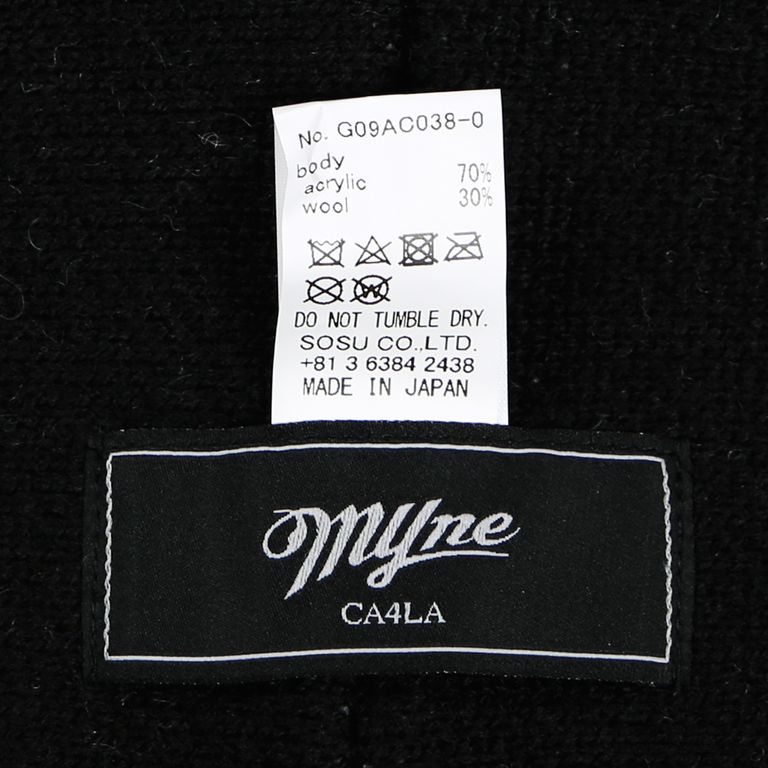 No. G09AC038-0
body
acrylic 70%
wool 30%
W
DO NOT TUMBLE DRY.
SOSU CO.,LTD.
+81 3 6384 2438
MADE IN JAPAN
myne
CA4LA